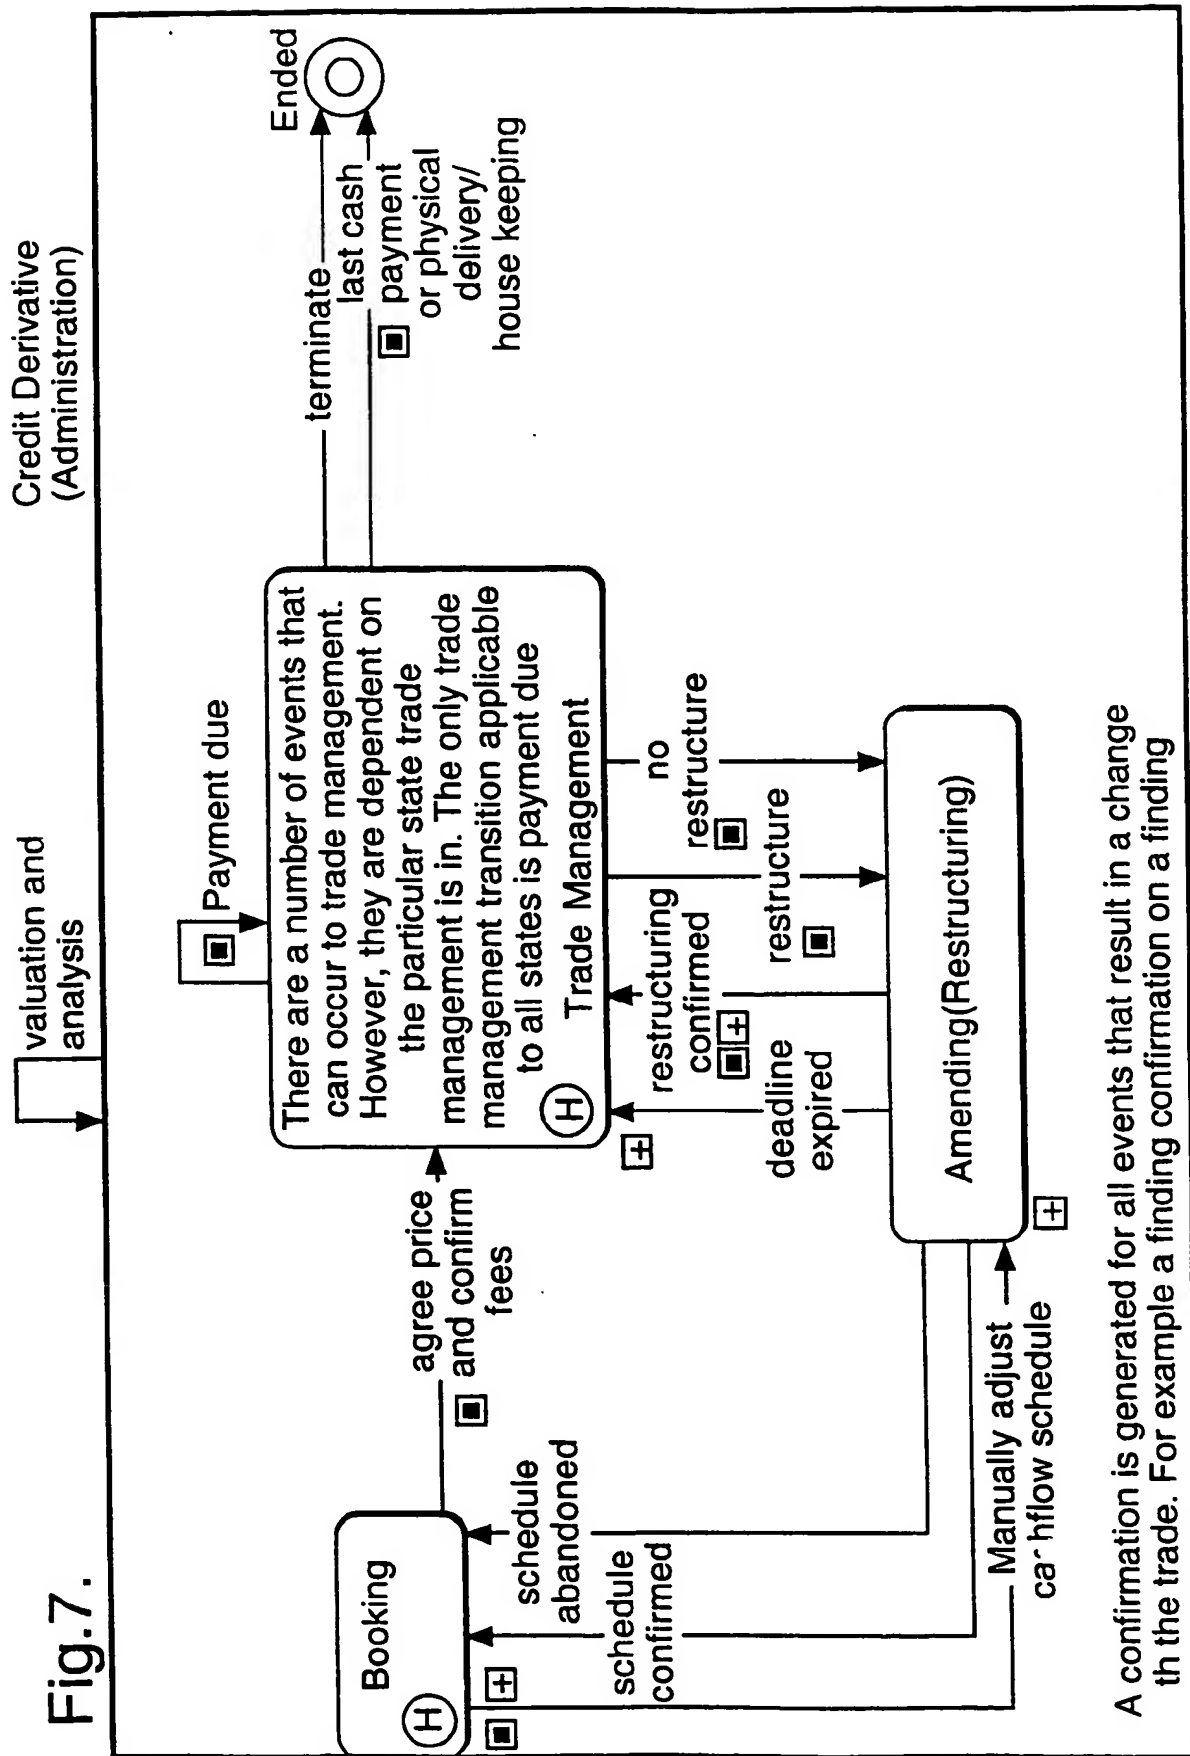 Fig.7.
valuation and
analysis
Credit Derivative
(Administration)
Payment due
There are a number of events that
can occur to trade management.
However, they are dependent on
the particular state trade
management is in. The only trade
management transition applicable
to all states is payment due
Trade Management
H
Booking
H
agree price
and confirm
fees
terminate
last cash
payment
or physical
delivery/
house keeping
Ended
schedule
abandoned
schedule
confirmed
deadline
expired
restructuring
confirmed
restructure
no
restructure
Amending(Restructuring)
Manually adjust
schedule
A confirmation is generated for all events that result in a change
th the trade. For example a finding confirmation on a finding